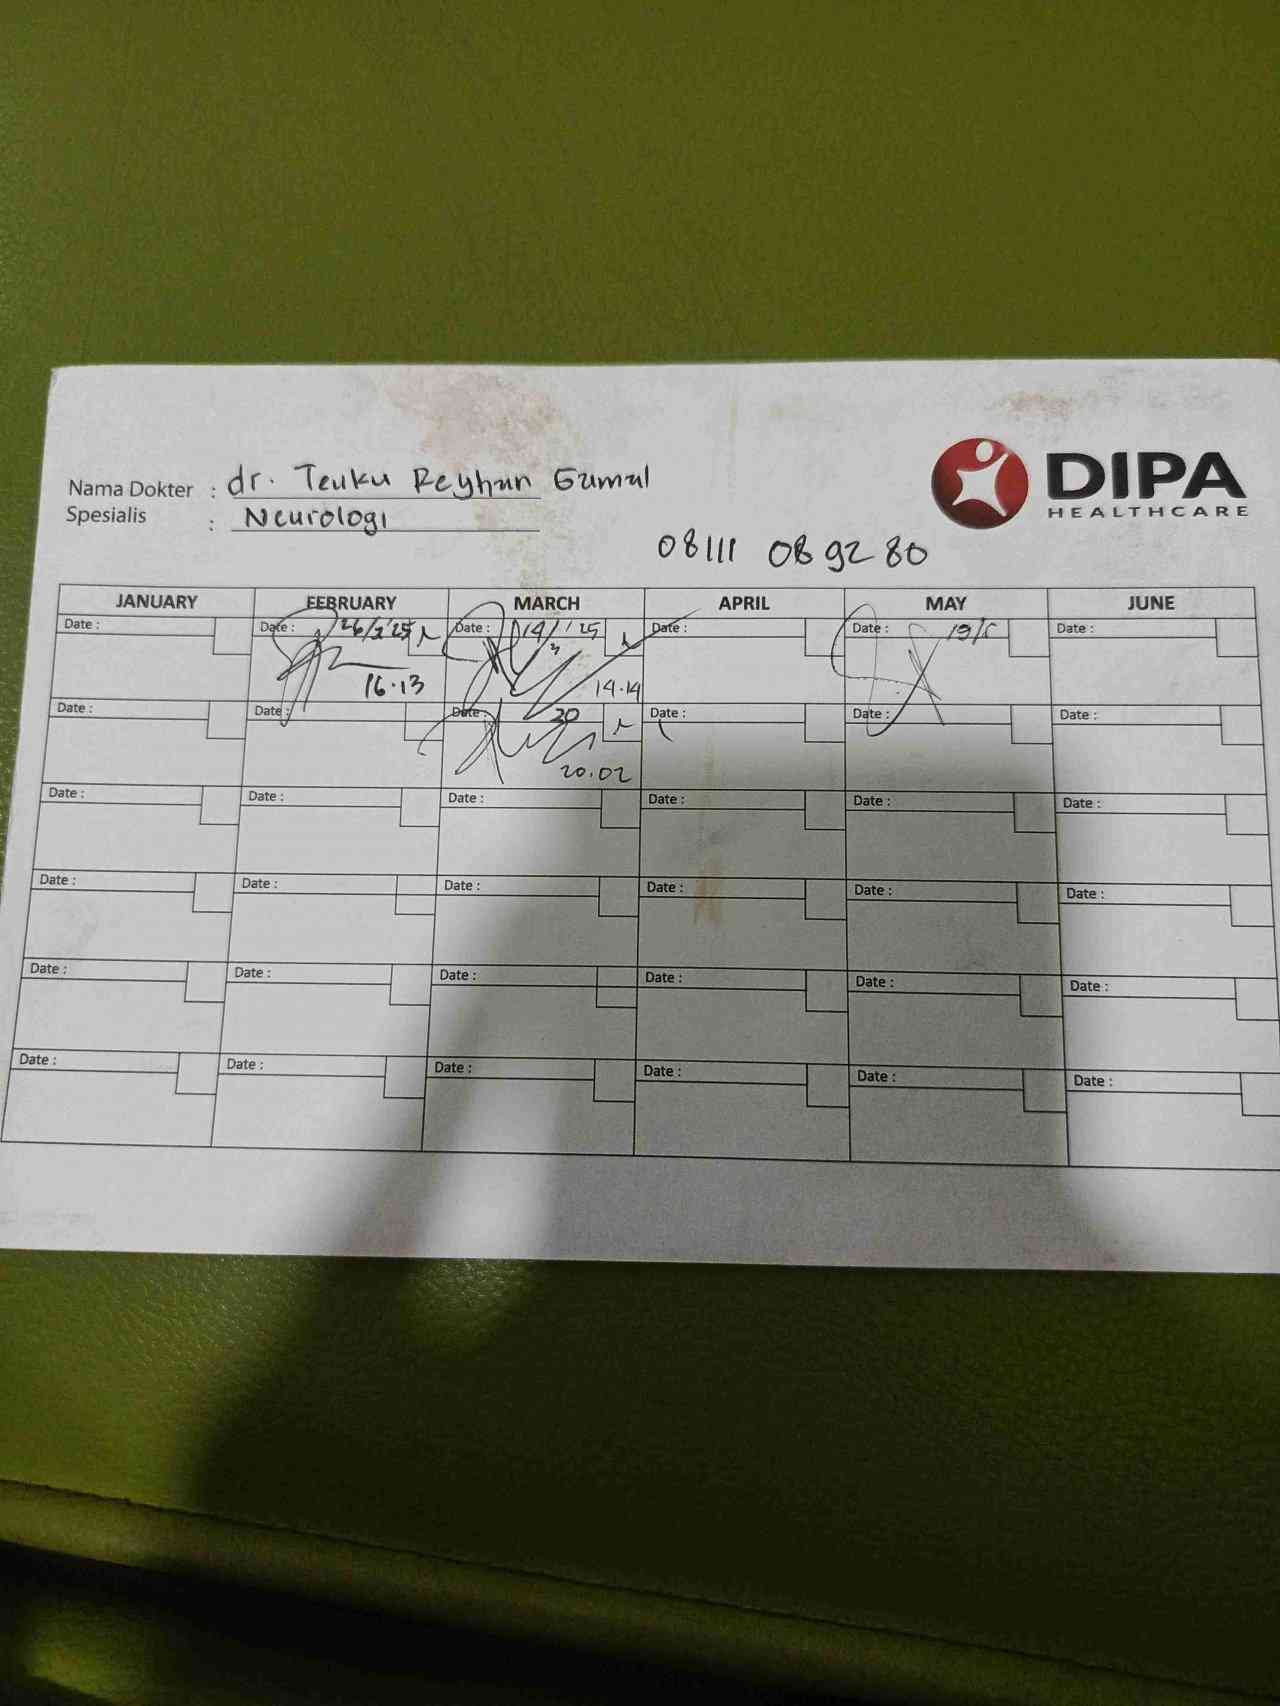 Nama Dokter : dr. Teuku Reyhan Gamal
Spesialis : Neurologi
DIPA
HEALTHCARE
08111 08 92 80
JANUARY FEBRUARY MARCH APRIL MAY JUNE
Date : Date : 26/2'25 Date : 14/3'25 Date : Date : 13/5 Date :
16.13 14.14
Date : Date : Date : 20 Date : Date : Date :
20.02
Date : Date : Date : Date : Date : Date :
Date : Date : Date : Date : Date : Date :
Date : Date : Date : Date : Date : Date :
Date : Date : Date : Date : Date : Date :